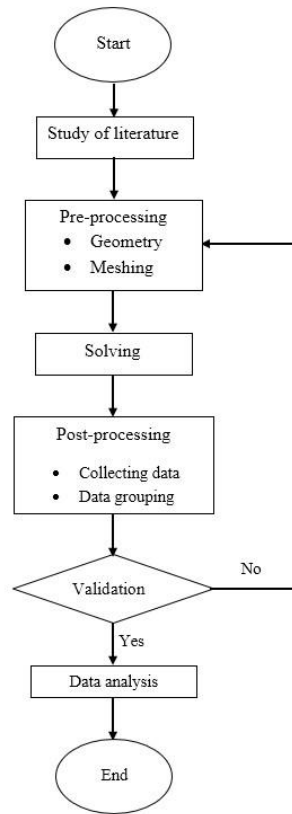 Start
Study of literature
Pre-processing
• Geometry
• Meshing
Solving
Post-processing
• Collecting data
• Data grouping
Validation
No
Yes
Data analysis
End